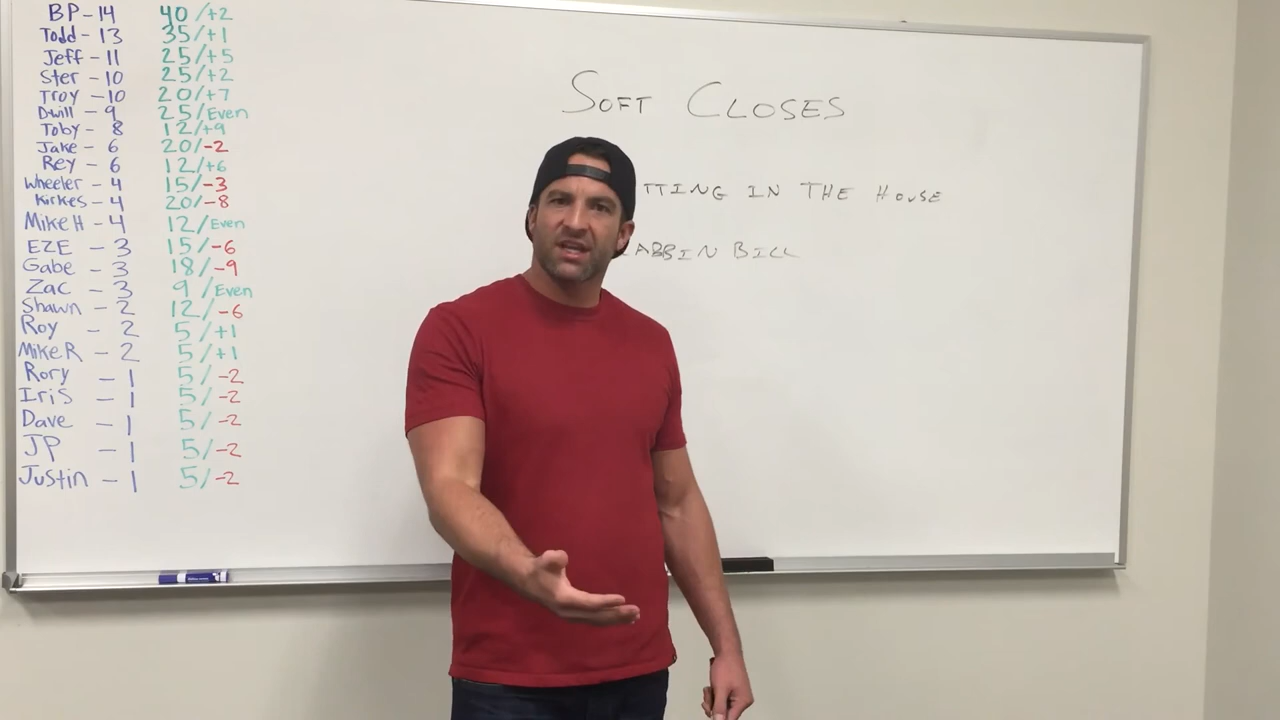 BP - 14 40/+2
Todd - 13 35/+1
Jeff - 11 25/+5
Ster - 10 25/+2
Troy - 10 20/+7
Dwill - 9 25/Even
Toby - 8 12/+9
Jake - 6 20/-2
Rey - 6 12/+6
Wheeler - 4 15/-3
Kirkes - 4 20/-8
Mike H - 4 12/Even
EZE - 3 15/-6
Gabe - 3 18/-9
Zac - 3 9/Even
Shawn - 2 12/-6
Roy - 2 5/+1
Mike R - 2 5/+1
Rory - 1 5/-2
Iris - 1 5/-2
Dave - 1 5/-2
JP - 1 5/-2
Justin - 1 5/-2
SOFT CLOSES
TTING IN THE HOUSE
ABBIN BILL